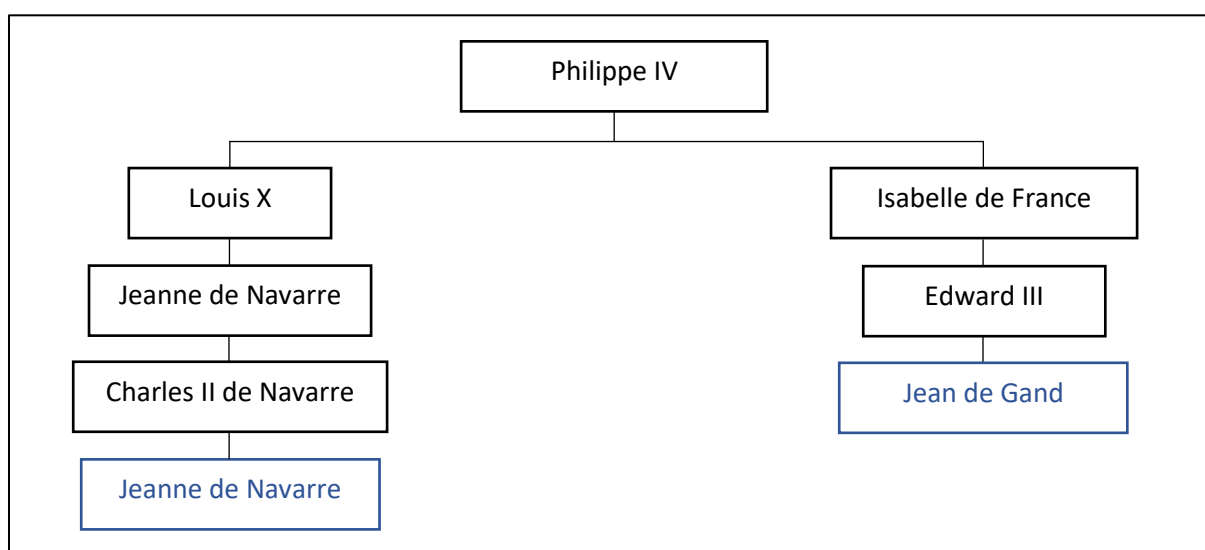 Philippe IV
Louis X
Isabelle de France
Jeanne de Navarre
Edward III
Charles II de Navarre
Jean de Gand
Jeanne de Navarre